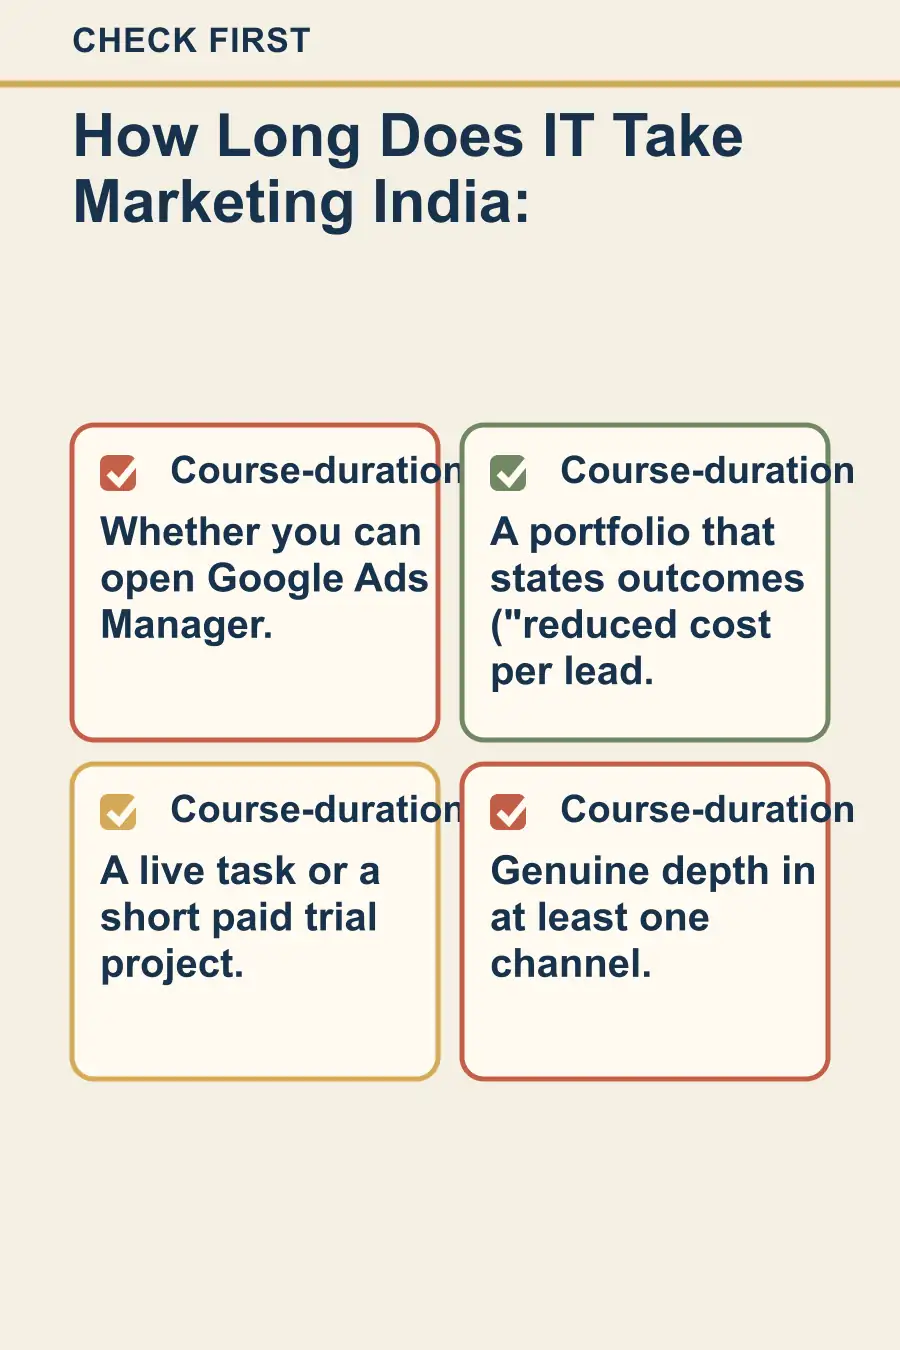 CHECK FIRST
How Long Does IT Take
Marketing India:
Course-duration
Whether you can
open Google Ads
Manager.
Course-duration
A portfolio that
states outcomes
("reduced cost
per lead.
Course-duration
A live task or a
short paid trial
project.
Course-duration
Genuine depth in
at least one
channel.